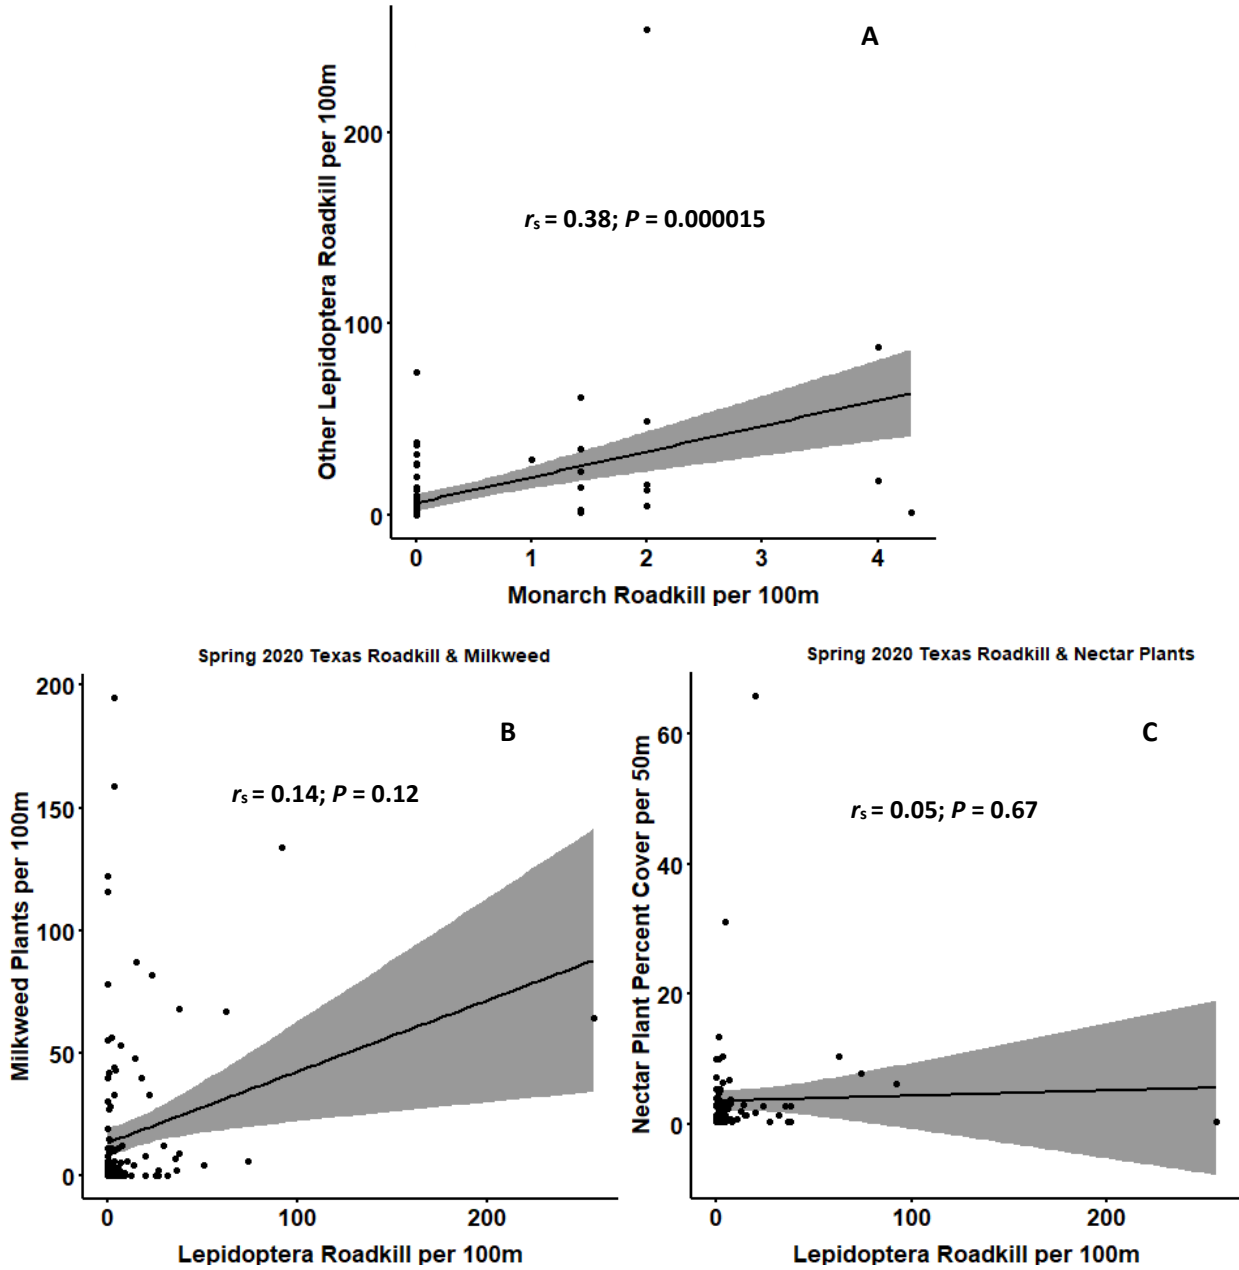 A
Other Lepidoptera Roadkill per 100m
200
100
0
rs = 0.38; P = 0.000015
0 1 2 3 4
Monarch Roadkill per 100m
Spring 2020 Texas Roadkill & Milkweed
B
Milkweed Plants per 100m
200
150
100
50
0
rs = 0.14; P = 0.12
0 100 200
Lepidoptera Roadkill per 100m
Spring 2020 Texas Roadkill & Nectar Plants
C
Nectar Plant Percent Cover per 50m
60
40
20
0
rs = 0.05; P = 0.67
0 100 200
Lepidoptera Roadkill per 100m